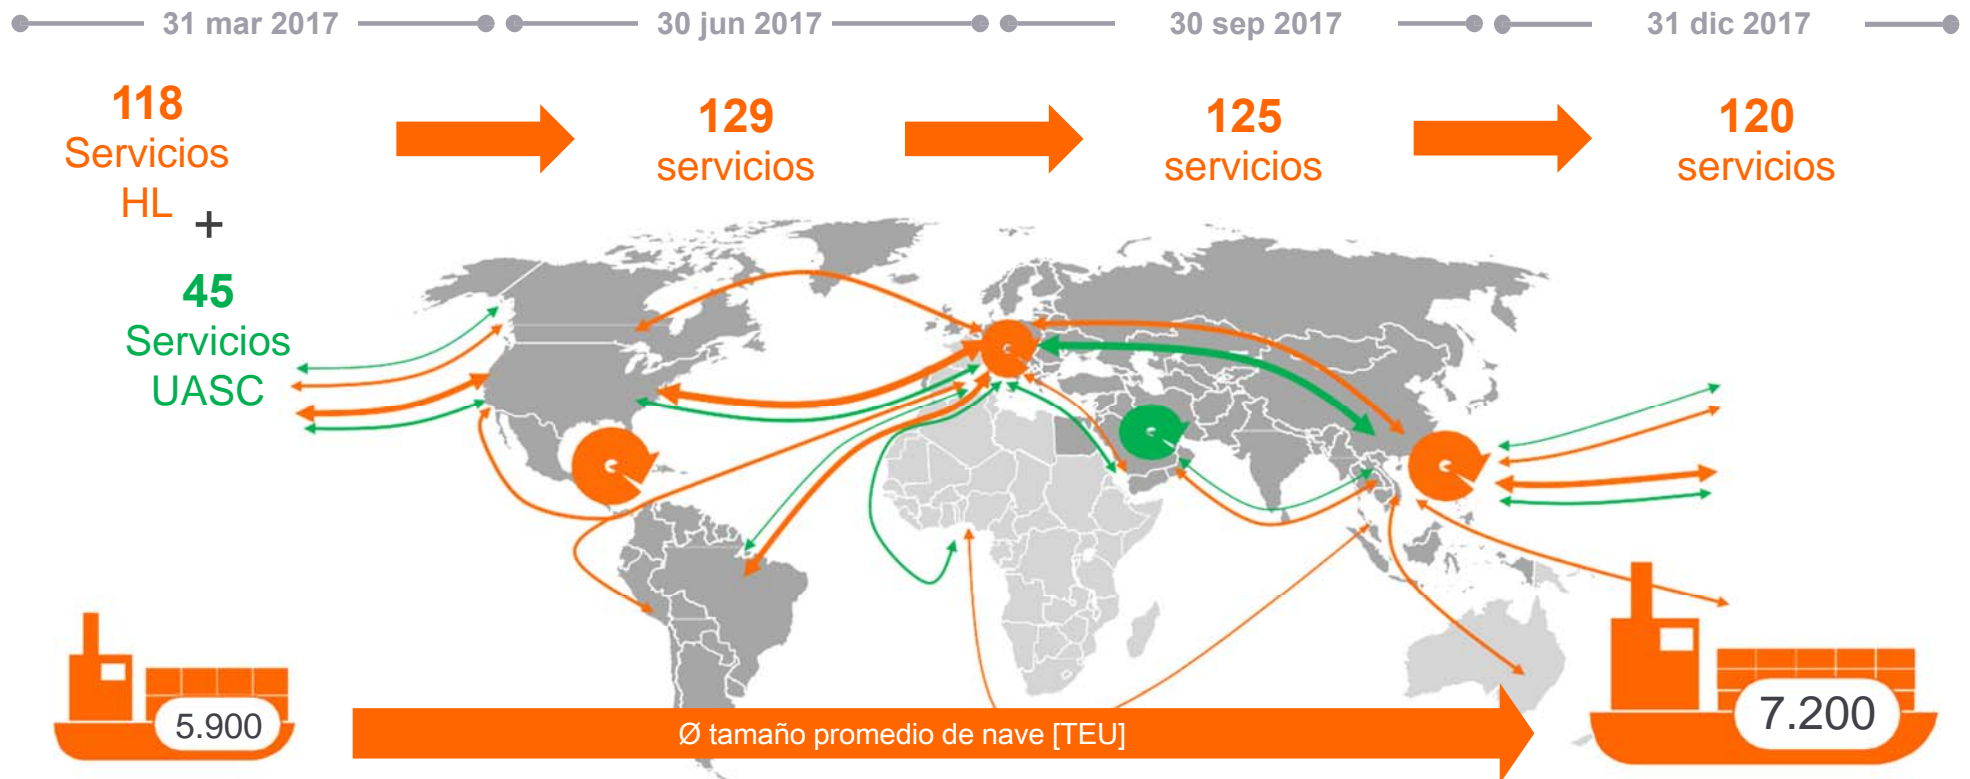 31 mar 2017
30 jun 2017
30 sep 2017
31 dic 2017
118
Servicios
HL
+
45
Servicios
UASC
129
servicios
125
servicios
120
servicios
5.900
Ø tamaño promedio de nave [TEU]
7.200